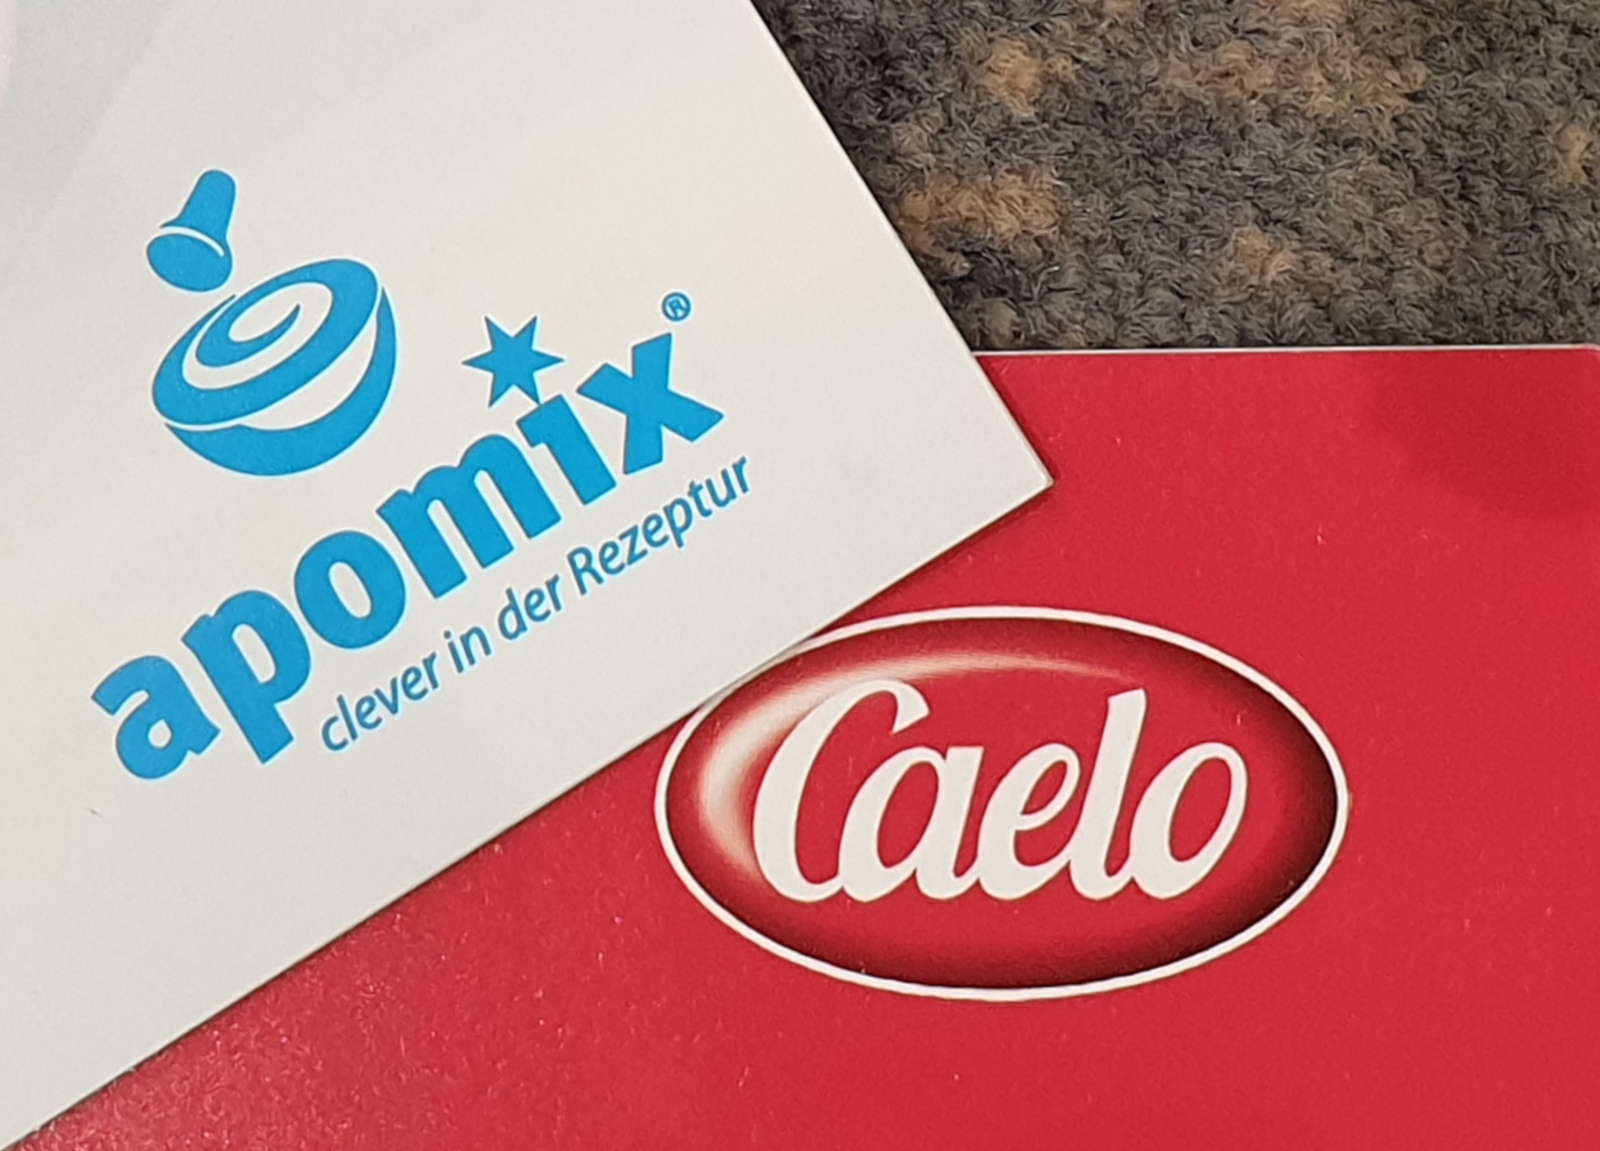 apomix®
clever in der Rezeptur
Caelo